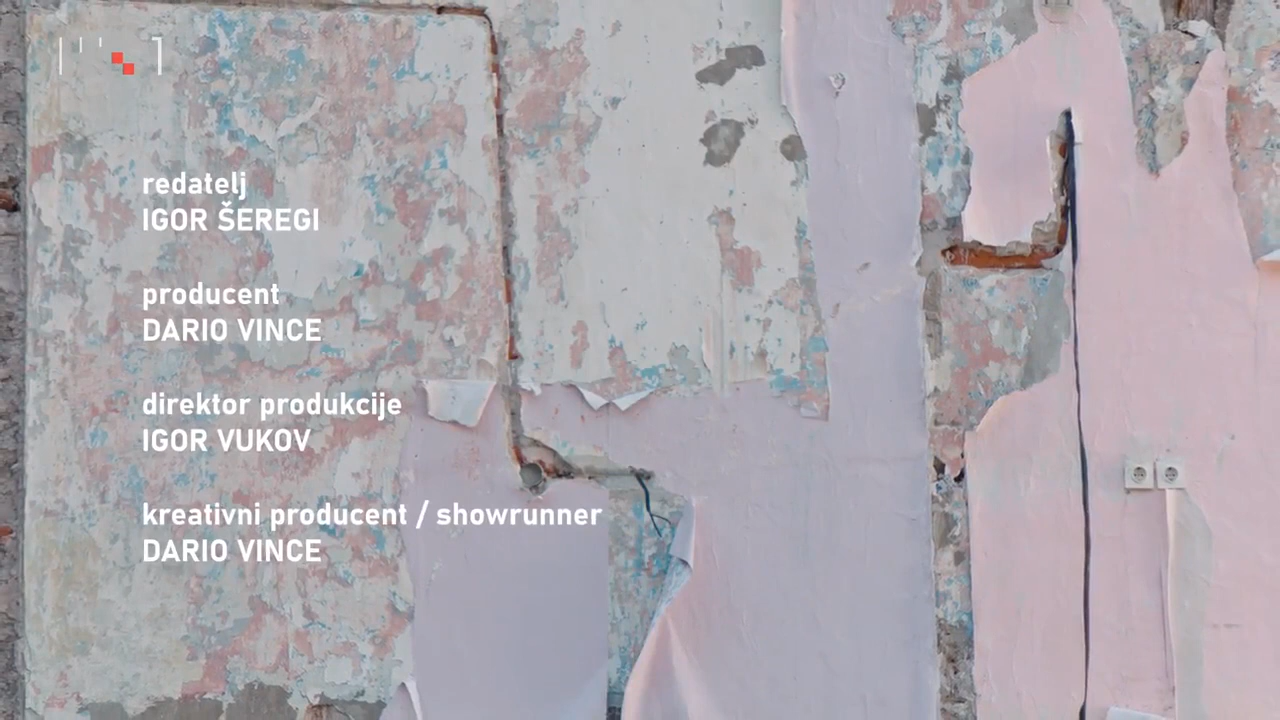 redatelj
IGOR ŠEREGI
producent
DARIO VINCE
direktor produkcije
IGOR VUKOV
kreativni producent / showrunner
DARIO VINCE